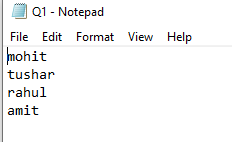 Q1 - Notepad
File Edit Format View Help
mohit
tushar
rahul
amit